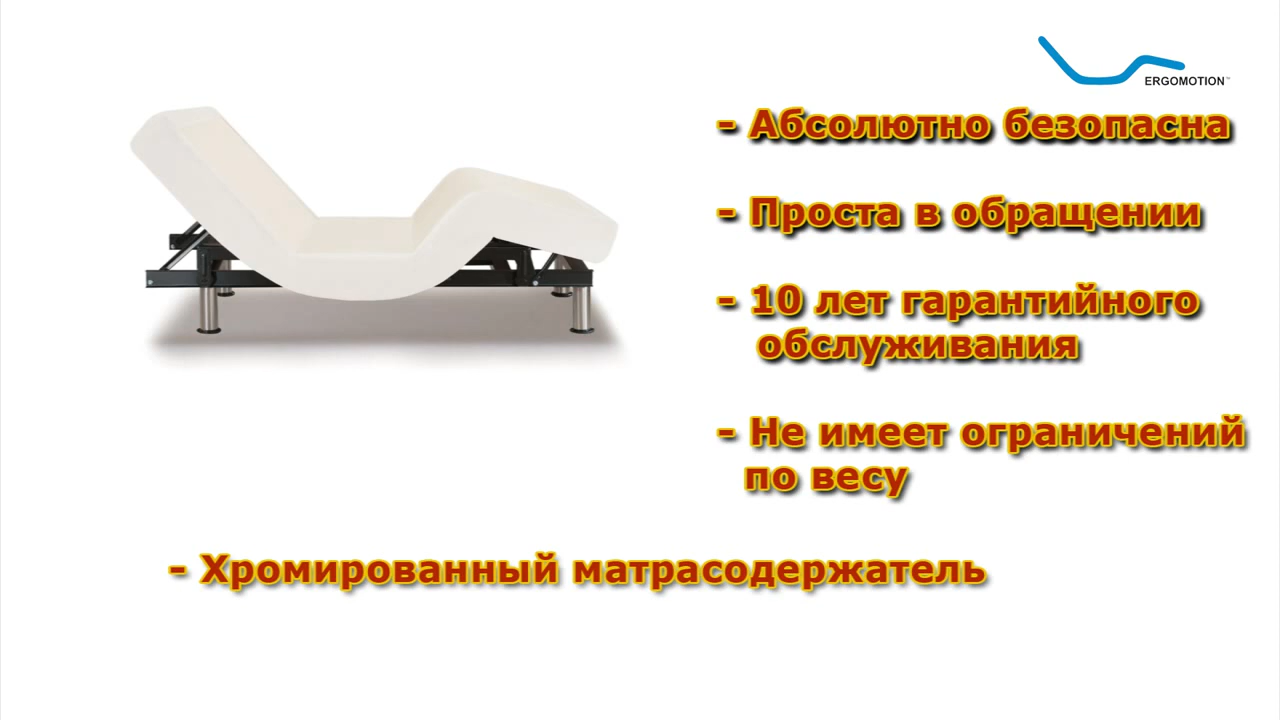 ERGOMOTION™
- Абсолютно безопасна
- Проста в обращении
- 10 лет гарантийного
обслуживания
- Не имеет ограничений
по весу
- Хромированный матрасодержатель